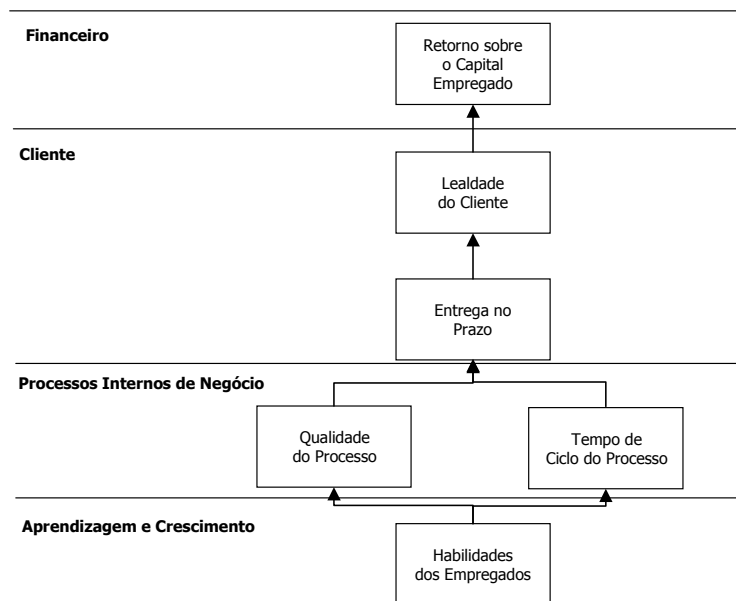 Financeiro
Retorno sobre
o Capital
Empregado
Cliente
Lealdade
do Cliente
Entrega no
Prazo
Processos Internos de Negócio
Qualidade
do Processo
Tempo de
Ciclo do Processo
Aprendizagem e Crescimento
Habilidades
dos Empregados